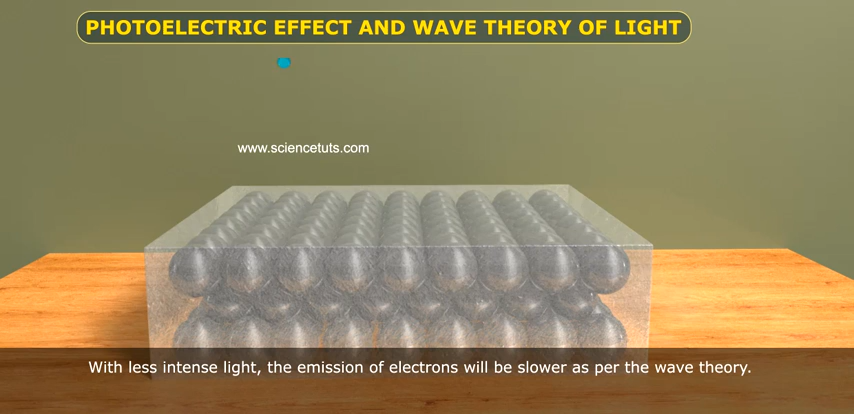 PHOTOELECTRIC EFFECT AND WAVE THEORY OF LIGHT
www.sciencetuts.com
With less intense light, the emission of electrons will be slower as per the wave theory.